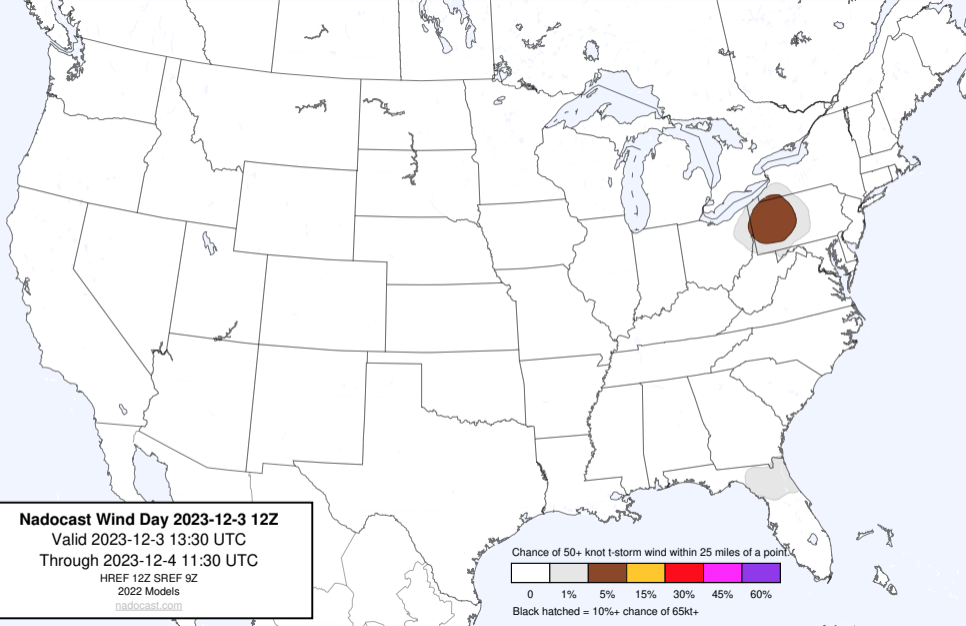 Nadocast Wind Day 2023-12-3 12Z
Valid 2023-12-3 13:30 UTC
Through 2023-12-4 11:30 UTC
HREF 12Z SREF 9Z
2022 Models
nadocast.com
Chance of 50+ knot t-storm wind within 25 miles of a point.
0 1% 5% 15% 30% 45% 60%
Black hatched = 10%+ chance of 65kt+